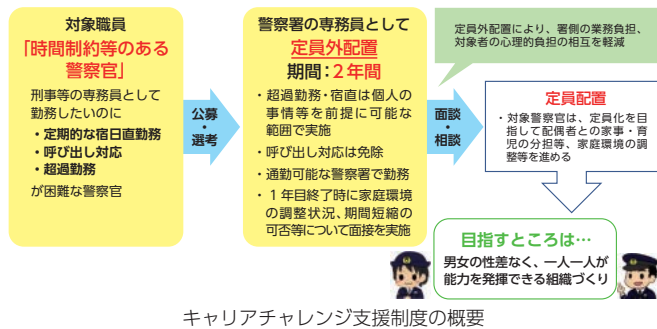 対象職員
「時間制約等のある
警察官」
刑事等の専務員として
勤務したいのに
・定期的な宿日直勤務
・呼び出し対応
・超過勤務
が困難な警察官
公募
・
選考
警察署の専務員として
定員外配置
期間：２年間
・超過勤務・宿直は個人の
事情等を前提に可能な
範囲で実施
・呼び出し対応は免除
・通勤可能な警察署で勤務
・１年目終了時に家庭環境
の調整状況、期間短縮の
可否等について面接を実施
面談
・
相談
定員外配置により、署側の業務負担、
対象者の心理的負担の相互を軽減
定員配置
・対象警察官は、定員化を目
指して配偶者との家事・育
児の分担等、家庭環境の調
整等を進める
目指すところは…
男女の性差なく、一人一人が
能力を発揮できる組織づくり
キャリアチャレンジ支援制度の概要